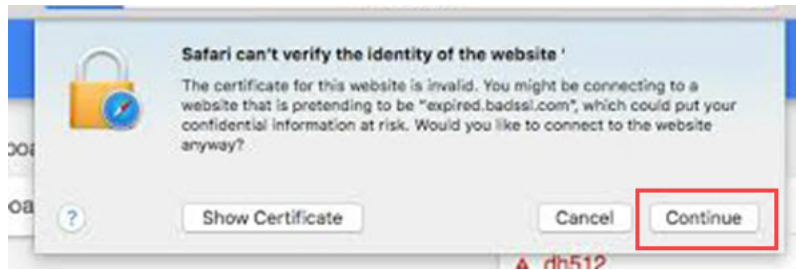 Safari can't verify the identity of the website '
The certificate for this website is invalid. You might be connecting to a
website that is pretending to be "expired.badssl.com", which could put your
confidential information at risk. Would you like to connect to the website
anyway?
? Show Certificate Cancel Continue
dh512